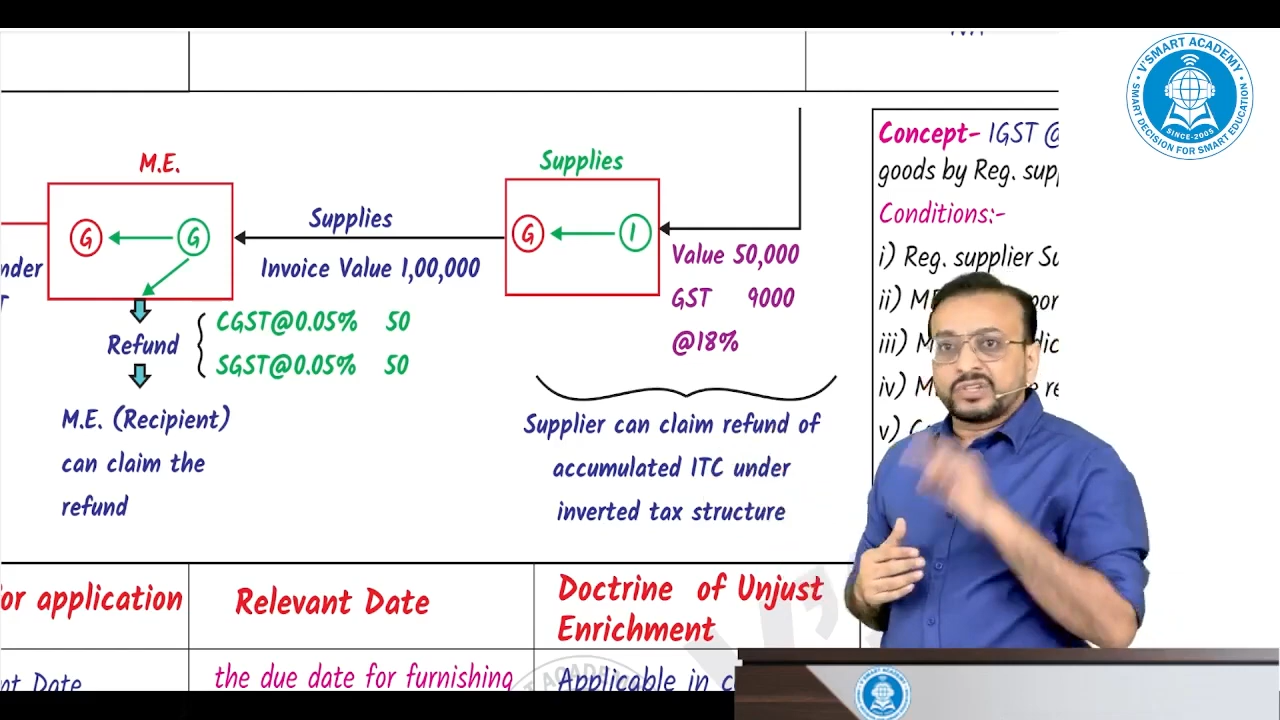 V'SMART ACADEMY
SMART DECISION FOR SMART EDUCATION
SINCE-2005
M.E.
G
G
Supplies
Invoice Value 1,00,000
Supplies
G
I
Value 50,000
GST 9000
@18%
Refund
CGST@0.05% 50
SGST@0.05% 50
M.E. (Recipient)
can claim the
refund
Supplier can claim refund of
accumulated ITC under
inverted tax structure
Concept- IGST @
goods by Reg. sup
Conditions:-
i) Reg. supplier Su
ii) M
iii) M
iv) M
v)
or application
Relevant Date
Doctrine of Unjust
Enrichment
Date
the due date for furnishing
Applicable in